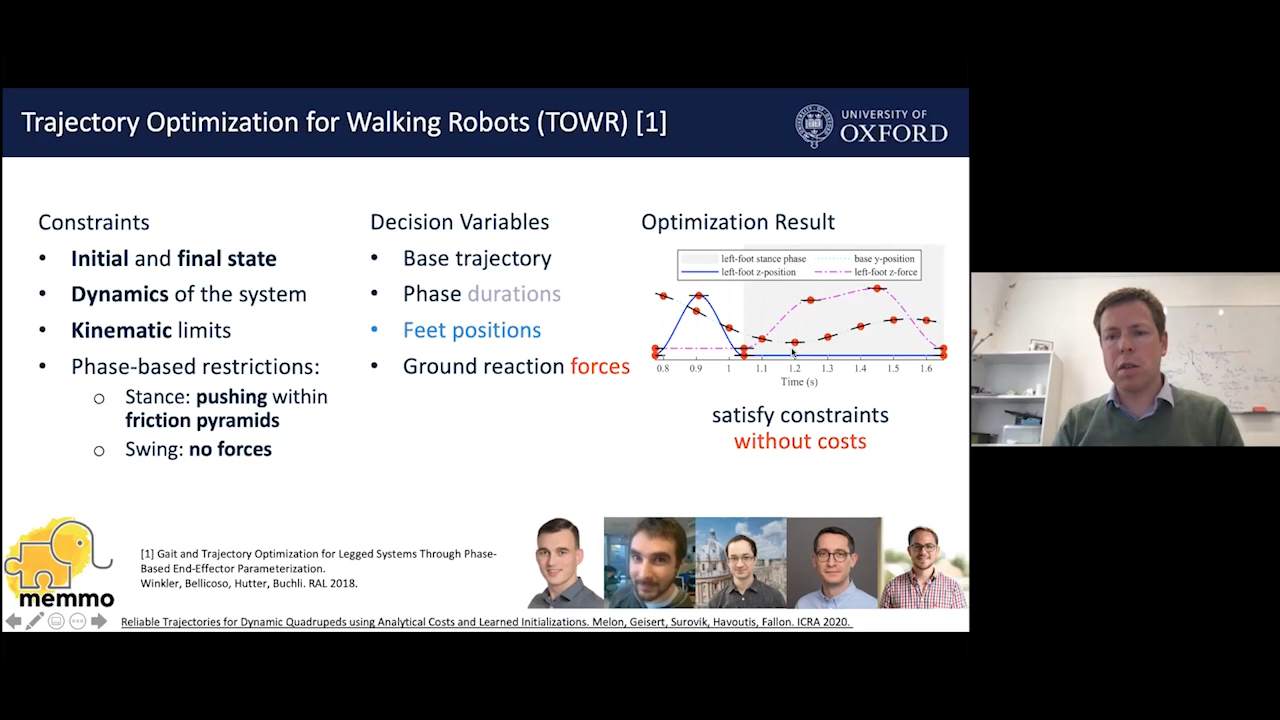 Trajectory Optimization for Walking Robots (TOWR) [1]
UNIVERSITY OF
OXFORD
Constraints
• Initial and final state
• Dynamics of the system
• Kinematic limits
• Phase-based restrictions:
o Stance: pushing within
friction pyramids
o Swing: no forces
Decision Variables
• Base trajectory
• Phase durations
• Feet positions
• Ground reaction forces
Optimization Result
left-foot stance phase
base y-position
left-foot z-position
left-foot z-force
0.8 0.9 1 1.1 1.2 1.3 1.4 1.5 1.6
Time (s)
satisfy constraints
without costs
memmo
[1] Gait and Trajectory Optimization for Legged Systems Through Phase-
Based End-Effector Parameterization.
Winkler, Bellicoso, Hutter, Buchli. RAL 2018.
Reliable Trajectories for Dynamic Quadrupeds using Analytical Costs and Learned Initializations. Melon, Geisert, Surovik, Havoutis, Fallon. ICRA 2020.